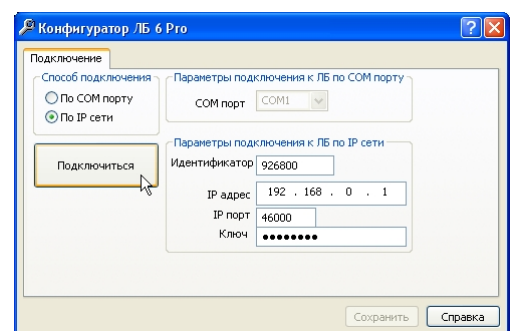 Конфигуратор ЛБ 6 Pro
Подключение
Способ подключения
По COM порту
По IP сети
Подключиться
Параметры подключения к ЛБ по COM порту
COM порт COM1
Параметры подключения к ЛБ по IP сети
Идентификатор 926800
IP адрес 192 . 168 . 0 . 1
IP порт 46000
Ключ ●●●●●●●●
Сохранить Справка